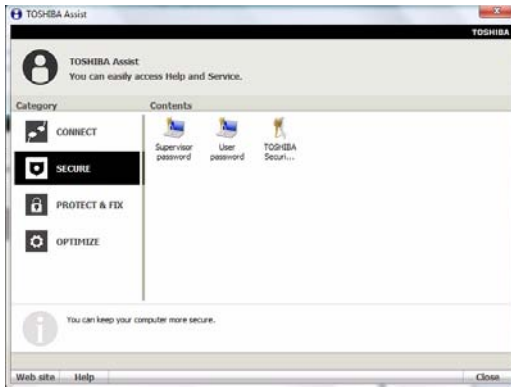 TOSHIBA Assist
TOSHIBA
TOSHIBA Assist
You can easily access Help and Service.
Category
Contents
CONNECT
SECURE
PROTECT & FIX
OPTIMIZE
Supervisor
password
User
password
TOSHIBA
Securi...
You can keep your computer more secure.
Web site
Help
Close